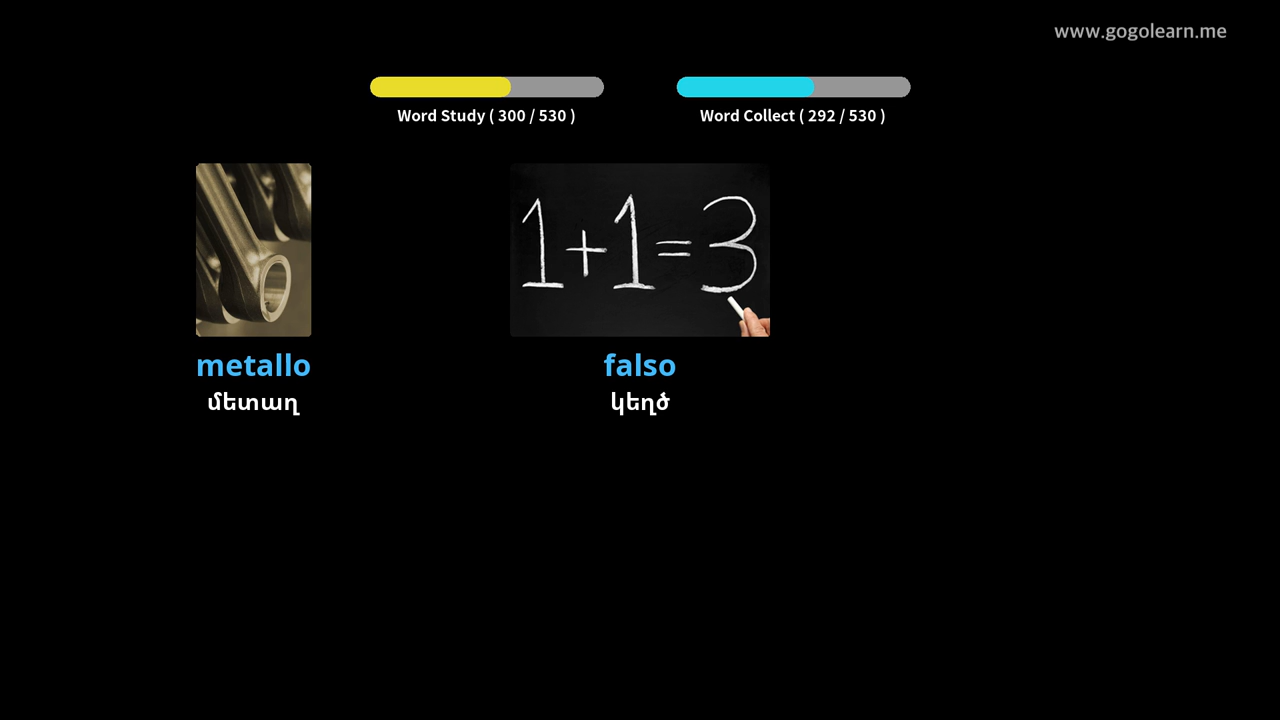 www.gogolearn.me
Word Study ( 300 / 530 )
Word Collect ( 292 / 530 )
1+1=3
metallo
մետաղ
falso
կեղծ